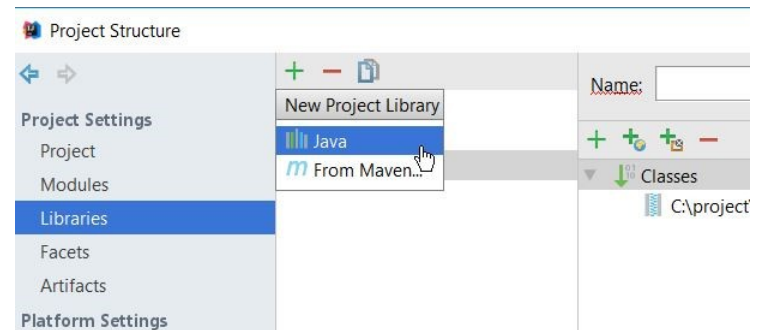 Project Structure
Project Settings
Project
Modules
Libraries
Facets
Artifacts
Platform Settings
New Project Library
Java
From Maven...
Name:
Classes
C:\project\